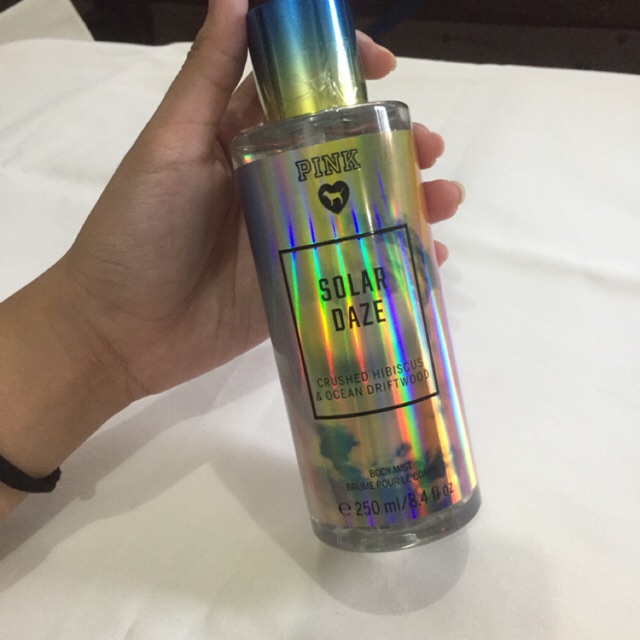 PINK
SOLAR
DAZE
CRUSHED HIBISCUS
& OCEAN DRIFTWOOD
BODY MIST
BRUME POUR LE CORPS
℮ 250 ml/8.4 fl oz